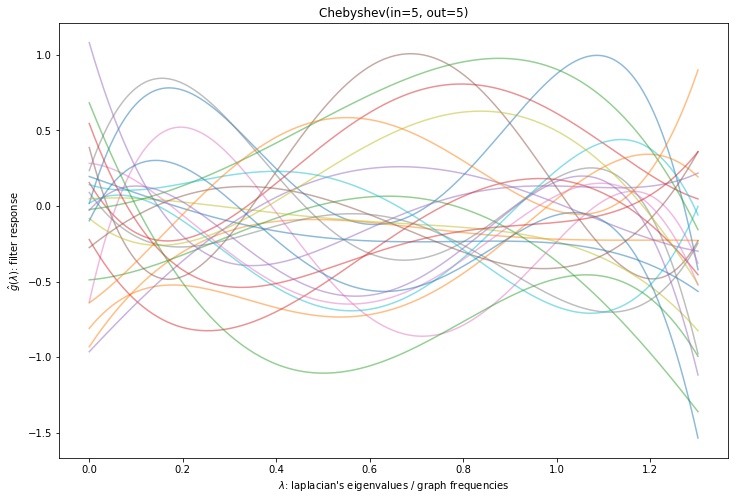 Chebyshev(in=5, out=5)
ĝ(λ): filter response
1.0
0.5
0.0
−0.5
−1.0
−1.5
0.0 0.2 0.4 0.6 0.8 1.0 1.2
λ: laplacian's eigenvalues / graph frequencies